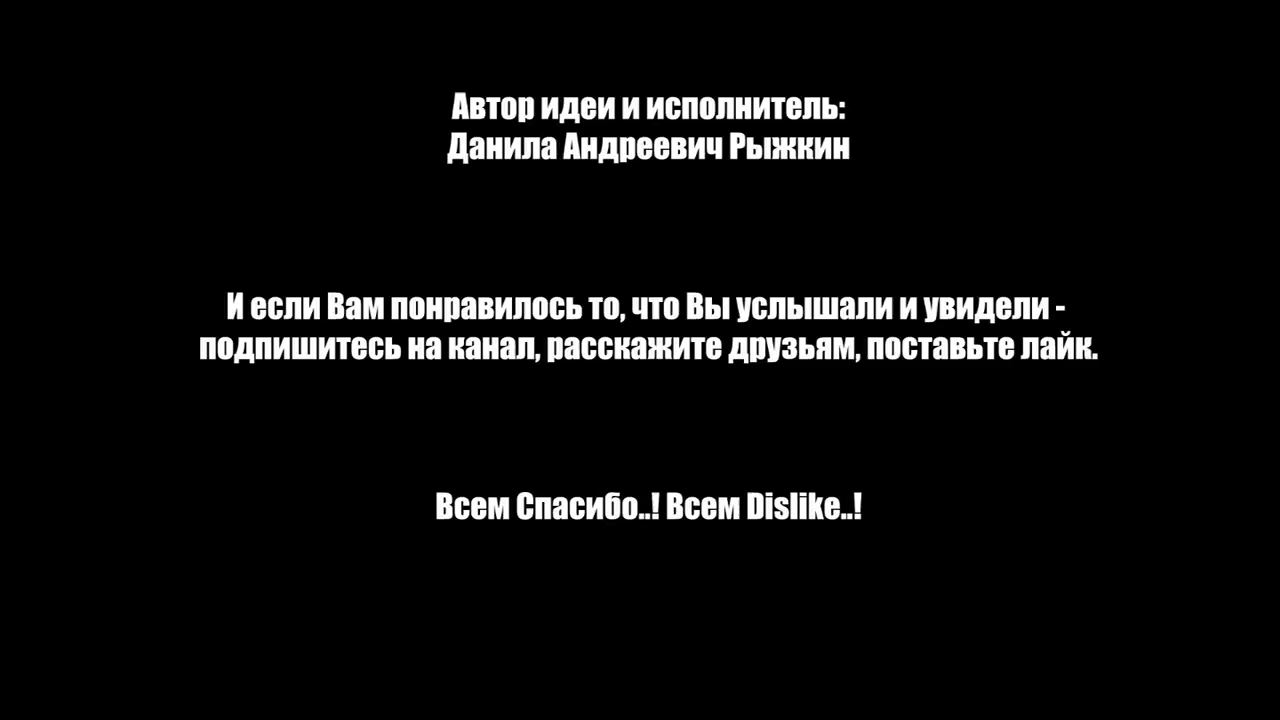 Автор идеи и исполнитель:
Данила Андреевич Рыжкин
И если Вам понравилось то, что Вы услышали и увидели -
подпишитесь на канал, расскажите друзьям, поставьте лайк.
Всем Спасибо..! Всем Dislike..!